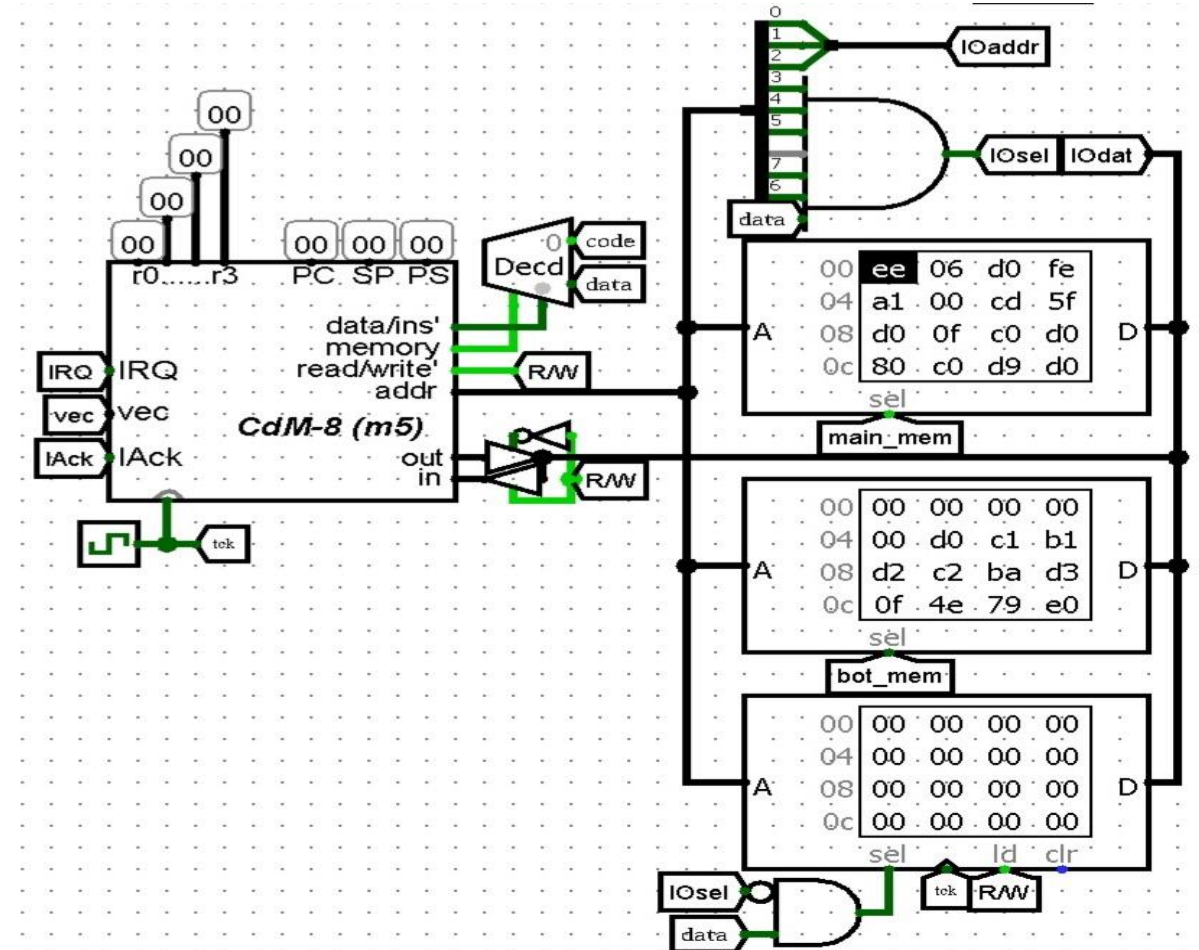 0
1
2
3
4
5
7
6
IOaddr
IOsel IOdat
data
00
00
00
00
00 00 00
r0......r3 PC SP PS
0
Decd
code
data
data/ins'
memory
read/write'
addr
R/W
IRQ IRQ
vec vec
IAck IAck
CdM-8 (m5)
out
in
R/W
tck
00 ee 06 d0 fe
04 a1 00 cd 5f
A 08 d0 0f c0 d0 D
0c 80 c0 d9 d0
sel
main_mem
00 00 00 00 00
04 00 d0 c1 b1
A 08 d2 c2 ba d3 D
0c 0f 4e 79 e0
sel
bot_mem
00 00 00 00 00
04 00 00 00 00
A 08 00 00 00 00 D
0c 00 00 00 00
sel ld clr
tck R/W
IOsel
data